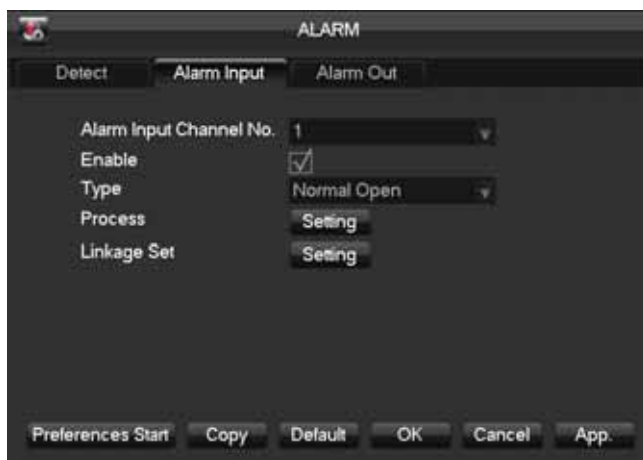 ALARM
Detect Alarm Input Alarm Out
Alarm Input Channel No. 1
Enable
Type Normal Open
Process Setting
Linkage Set Setting
Preferences Start Copy Default OK Cancel App.